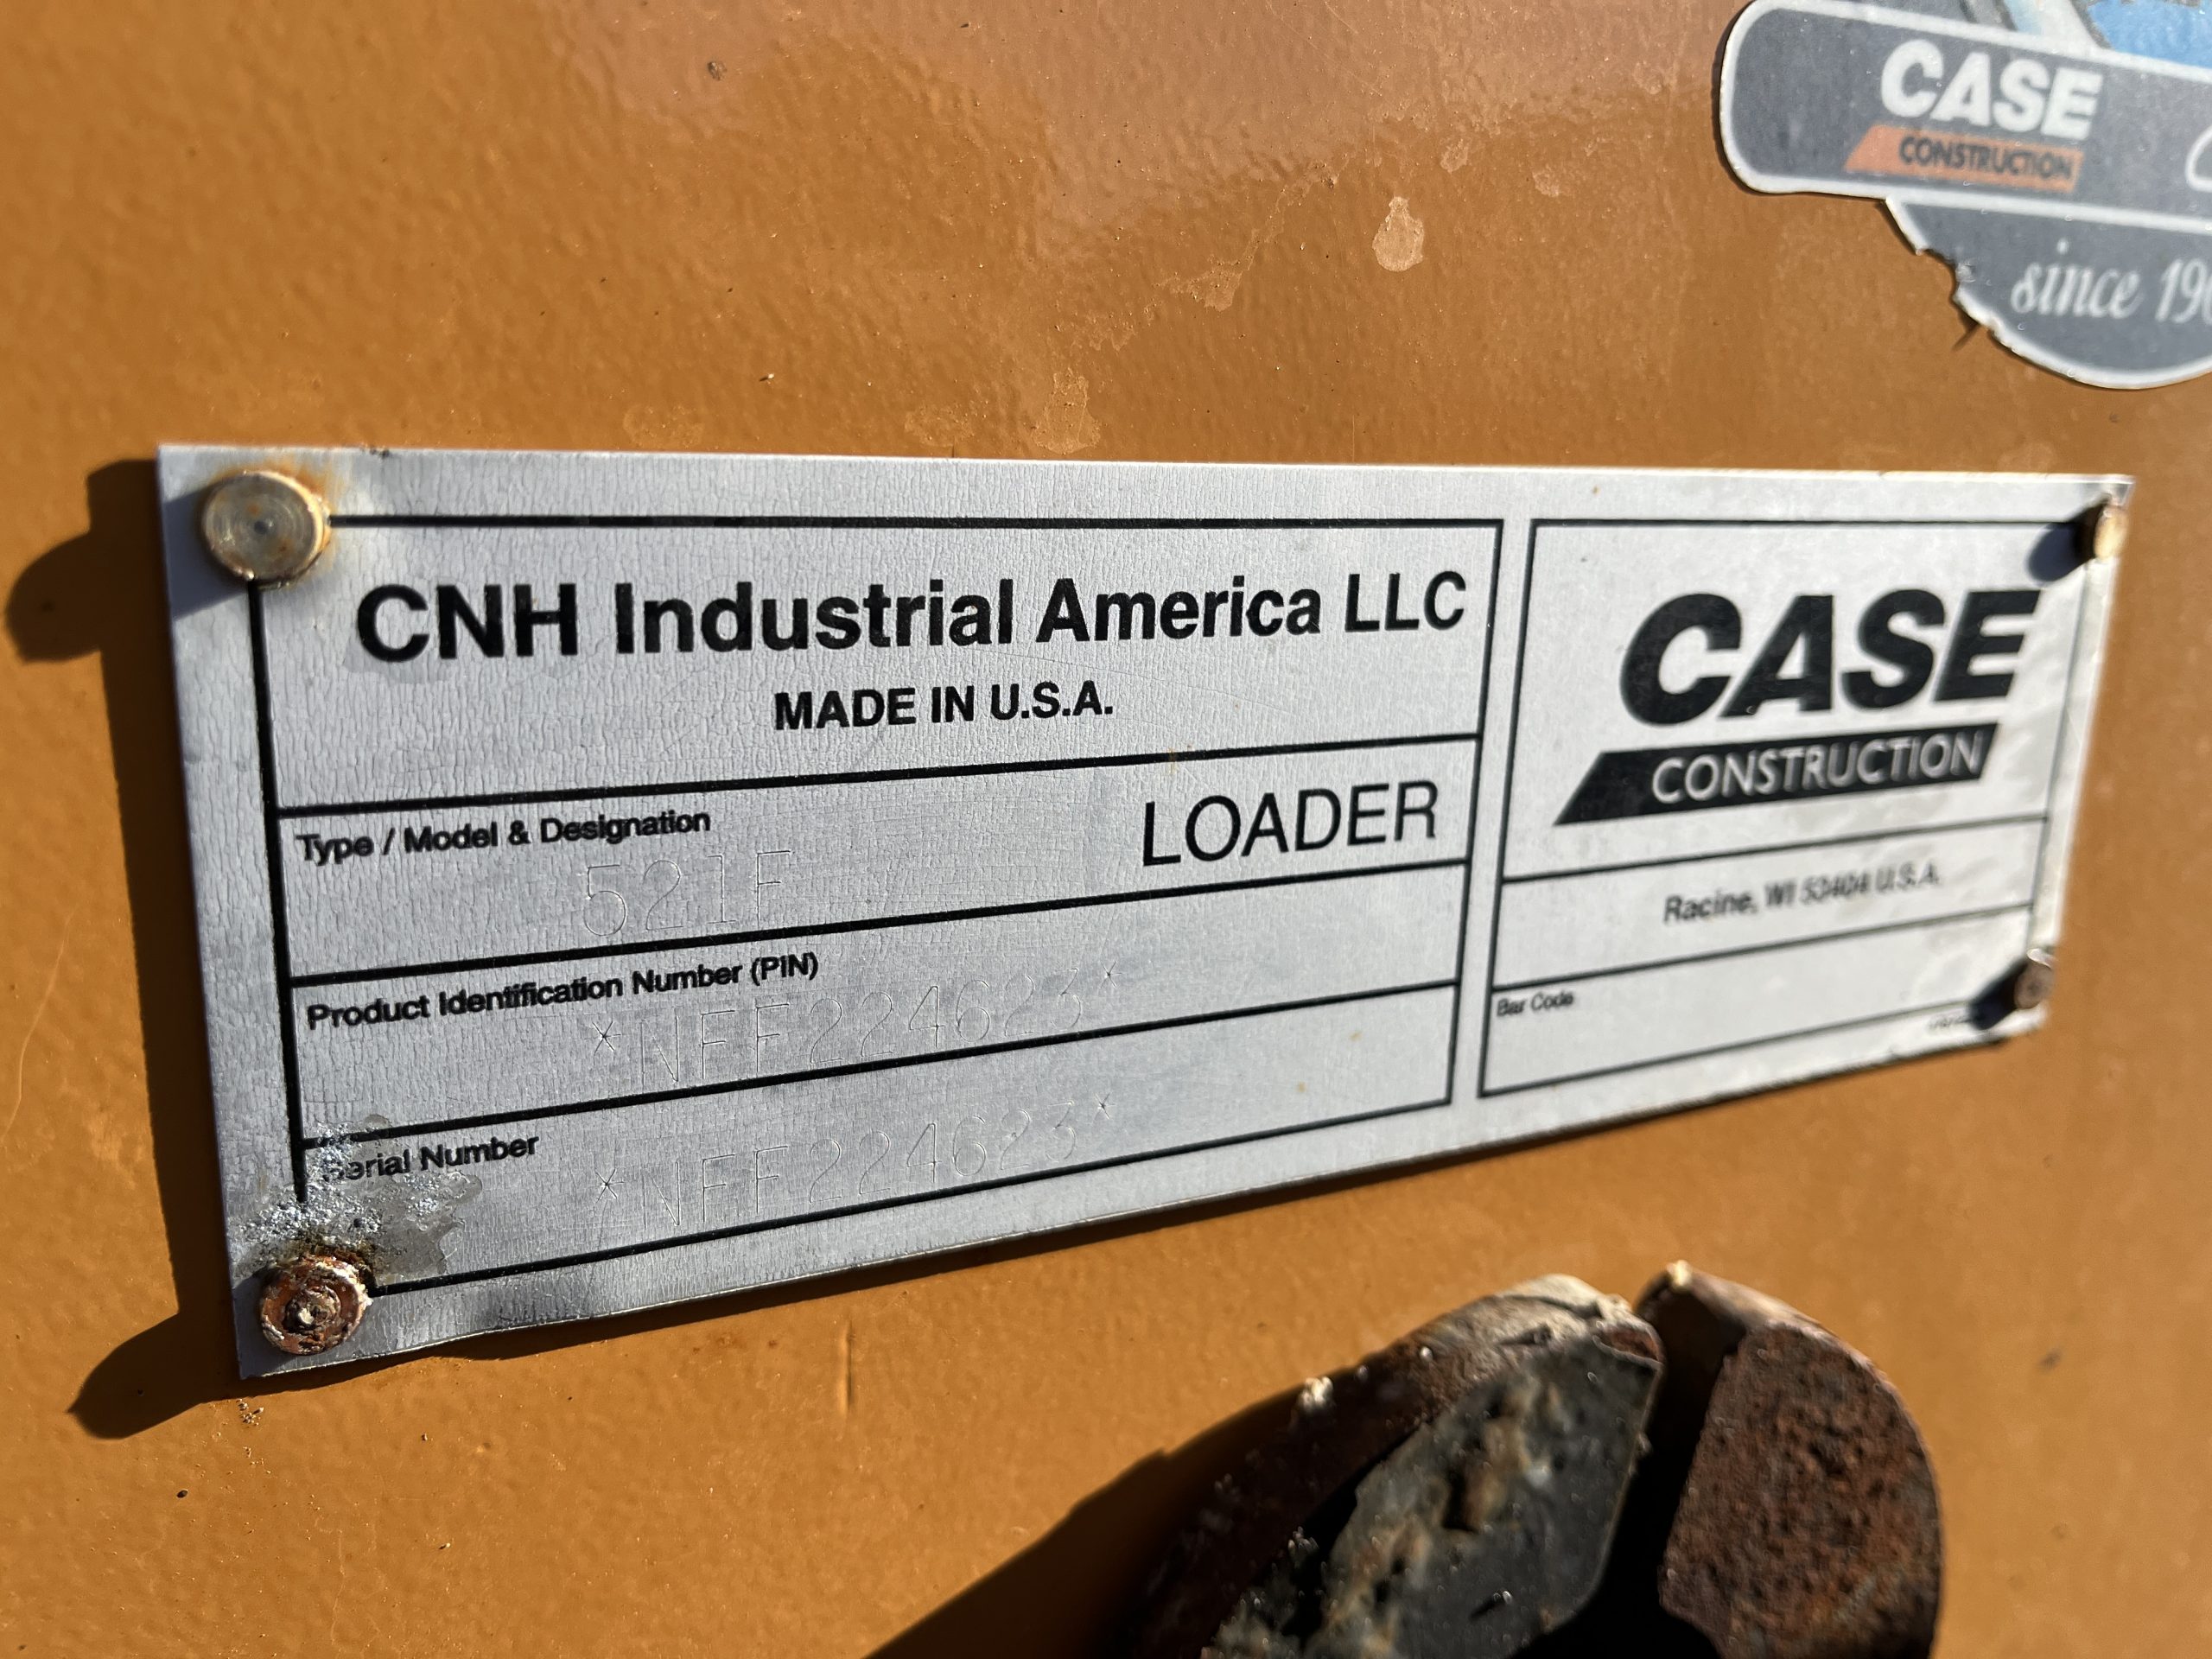 CASE
CONSTRUCTION
since 19
CNH Industrial America LLC
MADE IN U.S.A.
Type / Model & Designation
LOADER
521F
Product Identification Number (PIN)
*NFF224623*
Serial Number
*NFF224623*
CASE
CONSTRUCTION
Racine, WI 53404 U.S.A.
Bar Code